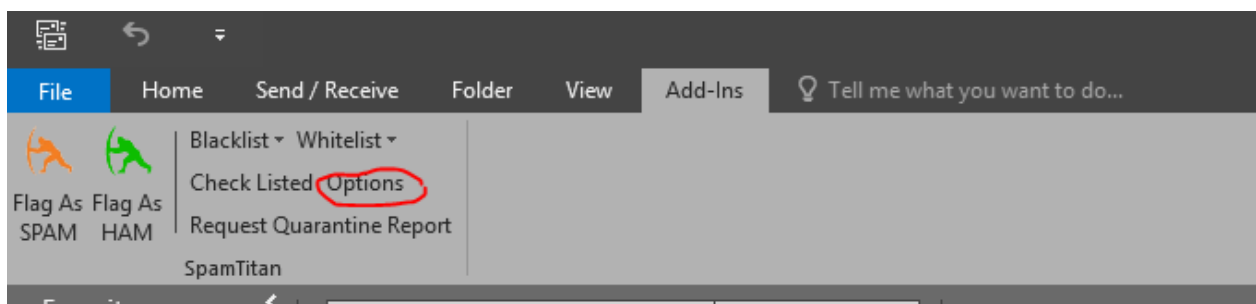 File Home Send / Receive Folder View Add-Ins Tell me what you want to do...
Blacklist Whitelist
Check Listed Options
Flag As SPAM
Flag As HAM
Request Quarantine Report
SpamTitan